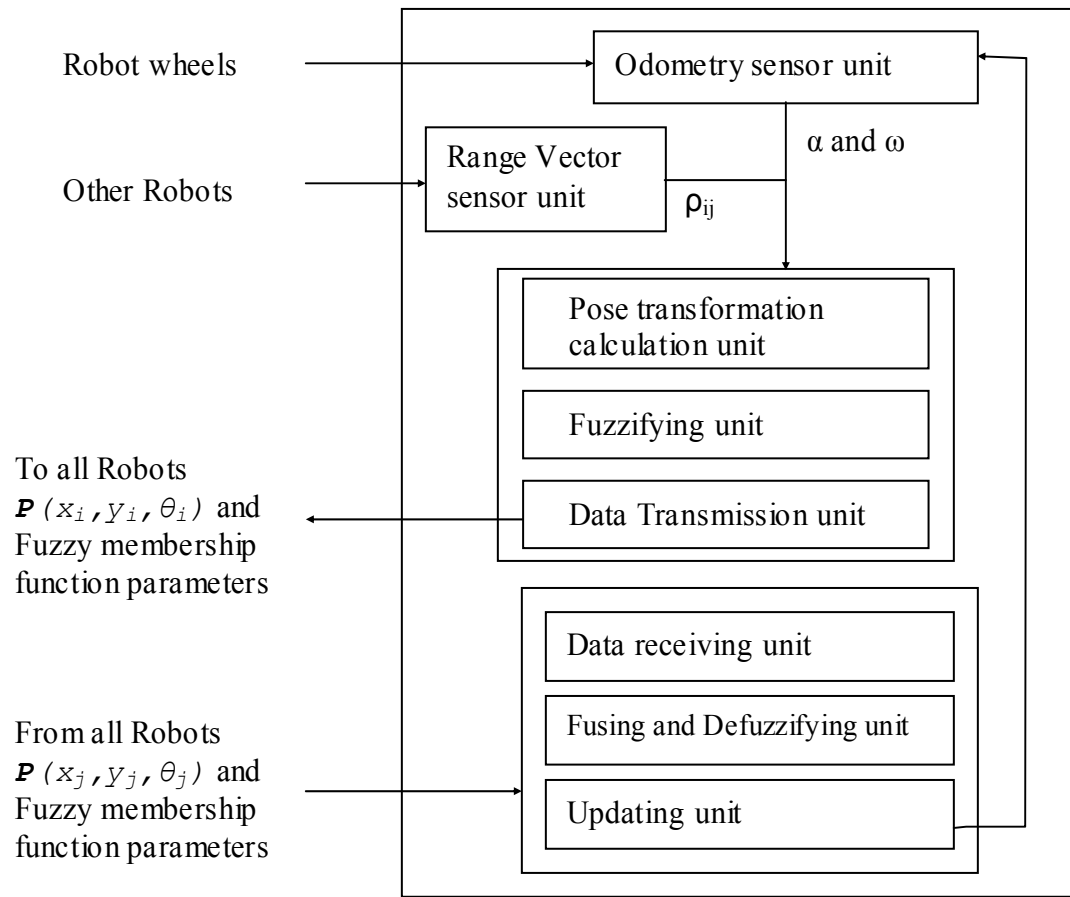 Robot wheels
Odometry sensor unit
α and ω
Range Vector
sensor unit
Other Robots
ρij
Pose transformation
calculation unit
Fuzzifying unit
Data Transmission unit
To all Robots
P(xi,yi,θi) and
Fuzzy membership
function parameters
Data receiving unit
Fusing and Defuzzifying unit
Updating unit
From all Robots
P(xj,yj,θj) and
Fuzzy membership
function parameters